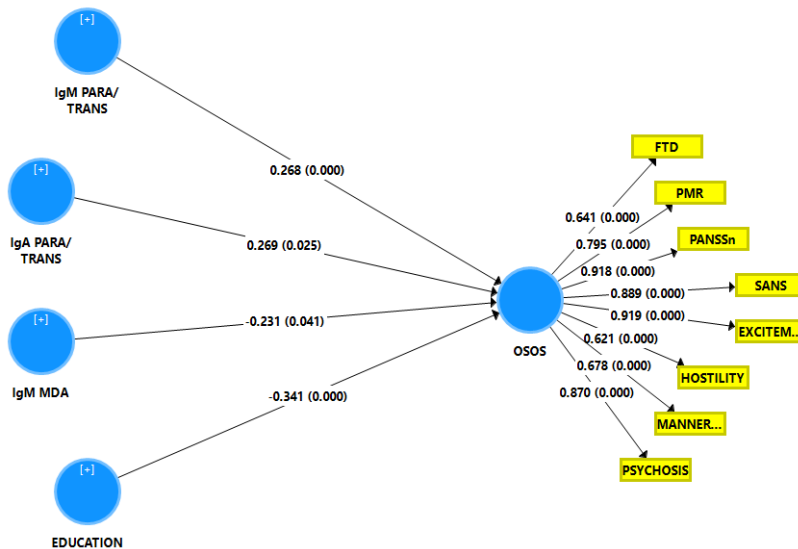 [+]
IgM PARA/
TRANS
0.268 (0.000)
[+]
IgA PARA/
TRANS
0.269 (0.025)
[+]
IgM MDA
-0.231 (0.041)
[+]
EDUCATION
-0.341 (0.000)
OSOS
FTD
0.641 (0.000)
PMR
0.795 (0.000)
PANSSn
0.918 (0.000)
SANS
0.889 (0.000)
EXCITEM...
0.919 (0.000)
HOSTILITY
0.621 (0.000)
MANNER...
0.678 (0.000)
PSYCHOSIS
0.870 (0.000)